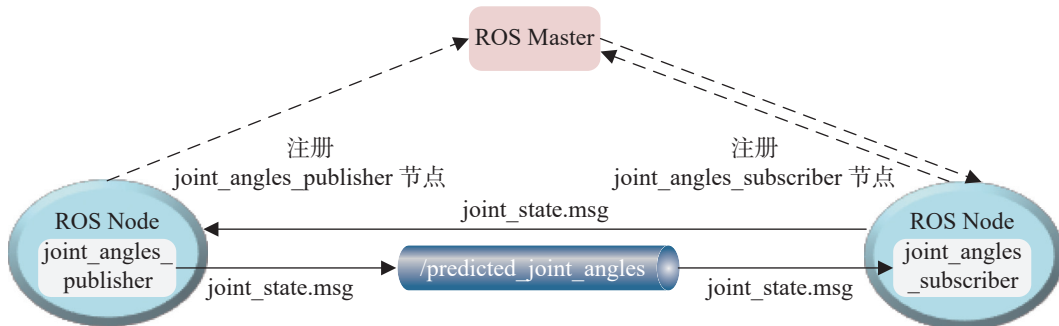 ROS Master
注册
joint_angles_publisher 节点
注册
joint_angles_subscriber 节点
joint_state.msg
ROS Node
joint_angles_
publisher
joint_state.msg
/predicted_joint_angles
joint_state.msg
ROS Node
joint_angles
_subscriber